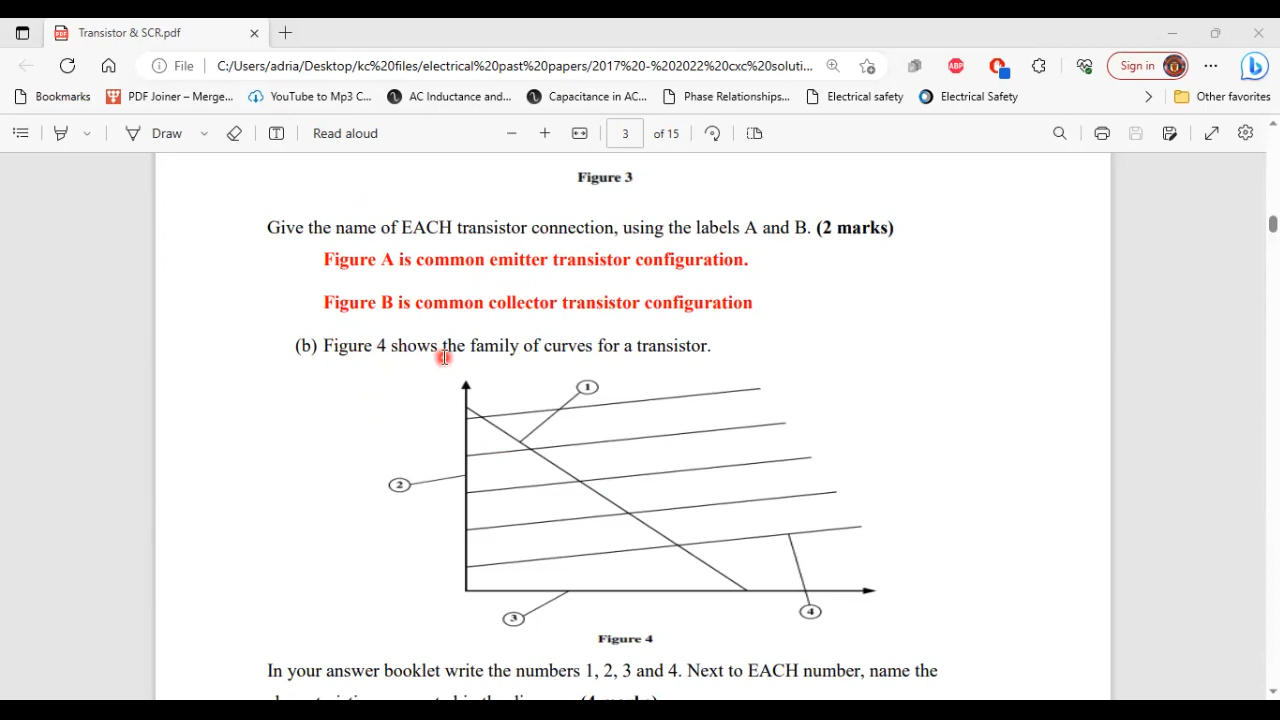 Transistor & SCR.pdf
File
C:/Users/adria/Desktop/kc%20files/electrical%20past%20papers/2017%20-%202022%20cxc%20soluti...
Sign in
Bookmarks
PDF Joiner – Merge...
YouTube to Mp3 C...
AC Inductance and...
Capacitance in AC...
Phase Relationships...
Electrical safety
Electrical Safety
Other favorites
Draw
Read aloud
3 of 15
Figure 3
Give the name of EACH transistor connection, using the labels A and B. (2 marks)
Figure A is common emitter transistor configuration.
Figure B is common collector transistor configuration
(b) Figure 4 shows the family of curves for a transistor.
1
2
3
4
Figure 4
In your answer booklet write the numbers 1, 2, 3 and 4. Next to EACH number, name the